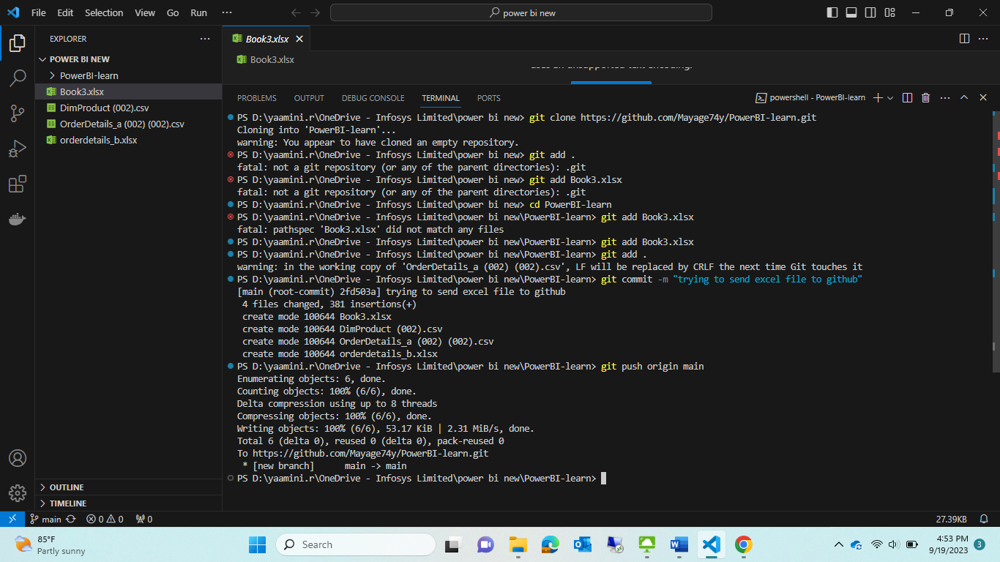 File Edit Selection View Go Run ···
power bi new
EXPLORER
POWER BI NEW
PowerBI-learn
Book3.xlsx
DimProduct (002).csv
OrderDetails_a (002) (002).csv
orderdetails_b.xlsx
OUTLINE
TIMELINE
Book3.xlsx
Book3.xlsx
uses an unsupported text encoding.
PROBLEMS OUTPUT DEBUG CONSOLE TERMINAL PORTS
powershell - PowerBI-learn
PS D:\yaamini.r\OneDrive - Infosys Limited\power bi new> git clone https://github.com/Mayage74y/PowerBI-learn.git
Cloning into 'PowerBI-learn'...
warning: You appear to have cloned an empty repository.
PS D:\yaamini.r\OneDrive - Infosys Limited\power bi new> git add .
fatal: not a git repository (or any of the parent directories): .git
PS D:\yaamini.r\OneDrive - Infosys Limited\power bi new> git add Book3.xlsx
fatal: not a git repository (or any of the parent directories): .git
PS D:\yaamini.r\OneDrive - Infosys Limited\power bi new> cd PowerBI-learn
PS D:\yaamini.r\OneDrive - Infosys Limited\power bi new\PowerBI-learn> git add Book3.xlsx
fatal: pathspec 'Book3.xlsx' did not match any files
PS D:\yaamini.r\OneDrive - Infosys Limited\power bi new\PowerBI-learn> git add Book3.xlsx
PS D:\yaamini.r\OneDrive - Infosys Limited\power bi new\PowerBI-learn> git add .
warning: in the working copy of 'OrderDetails_a (002) (002).csv', LF will be replaced by CRLF the next time Git touches it
PS D:\yaamini.r\OneDrive - Infosys Limited\power bi new\PowerBI-learn> git commit -m "trying to send excel file to github"
[main (root-commit) 2fd503a] trying to send excel file to github
4 files changed, 381 insertions(+)
create mode 100644 Book3.xlsx
create mode 100644 DimProduct (002).csv
create mode 100644 OrderDetails_a (002) (002).csv
create mode 100644 orderdetails_b.xlsx
PS D:\yaamini.r\OneDrive - Infosys Limited\power bi new\PowerBI-learn> git push origin main
Enumerating objects: 6, done.
Counting objects: 100% (6/6), done.
Delta compression using up to 8 threads
Compressing objects: 100% (6/6), done.
Writing objects: 100% (6/6), 53.17 KiB | 2.31 MiB/s, done.
Total 6 (delta 0), reused 0 (delta 0), pack-reused 0
To https://github.com/Mayage74y/PowerBI-learn.git
* [new branch] main -> main
PS D:\yaamini.r\OneDrive - Infosys Limited\power bi new\PowerBI-learn>
main 0 0 0 27.39KB
85°F
Partly sunny
Search
4:53 PM
9/19/2023
3